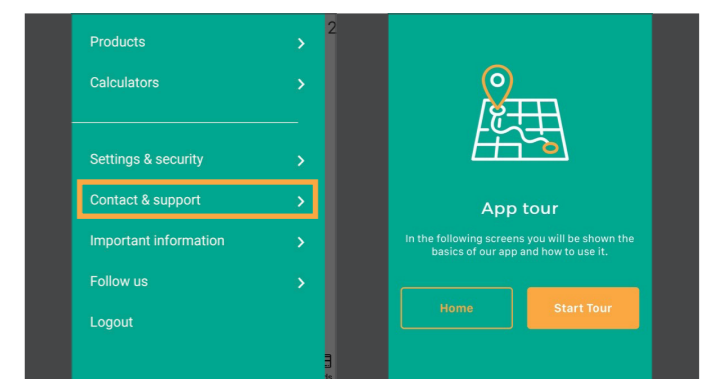 Products
2
Calculators
Settings & security
Contact & support
Important information
Follow us
Logout
App tour
In the following screens you will be shown the
basics of our app and how to use it.
Home
Start Tour